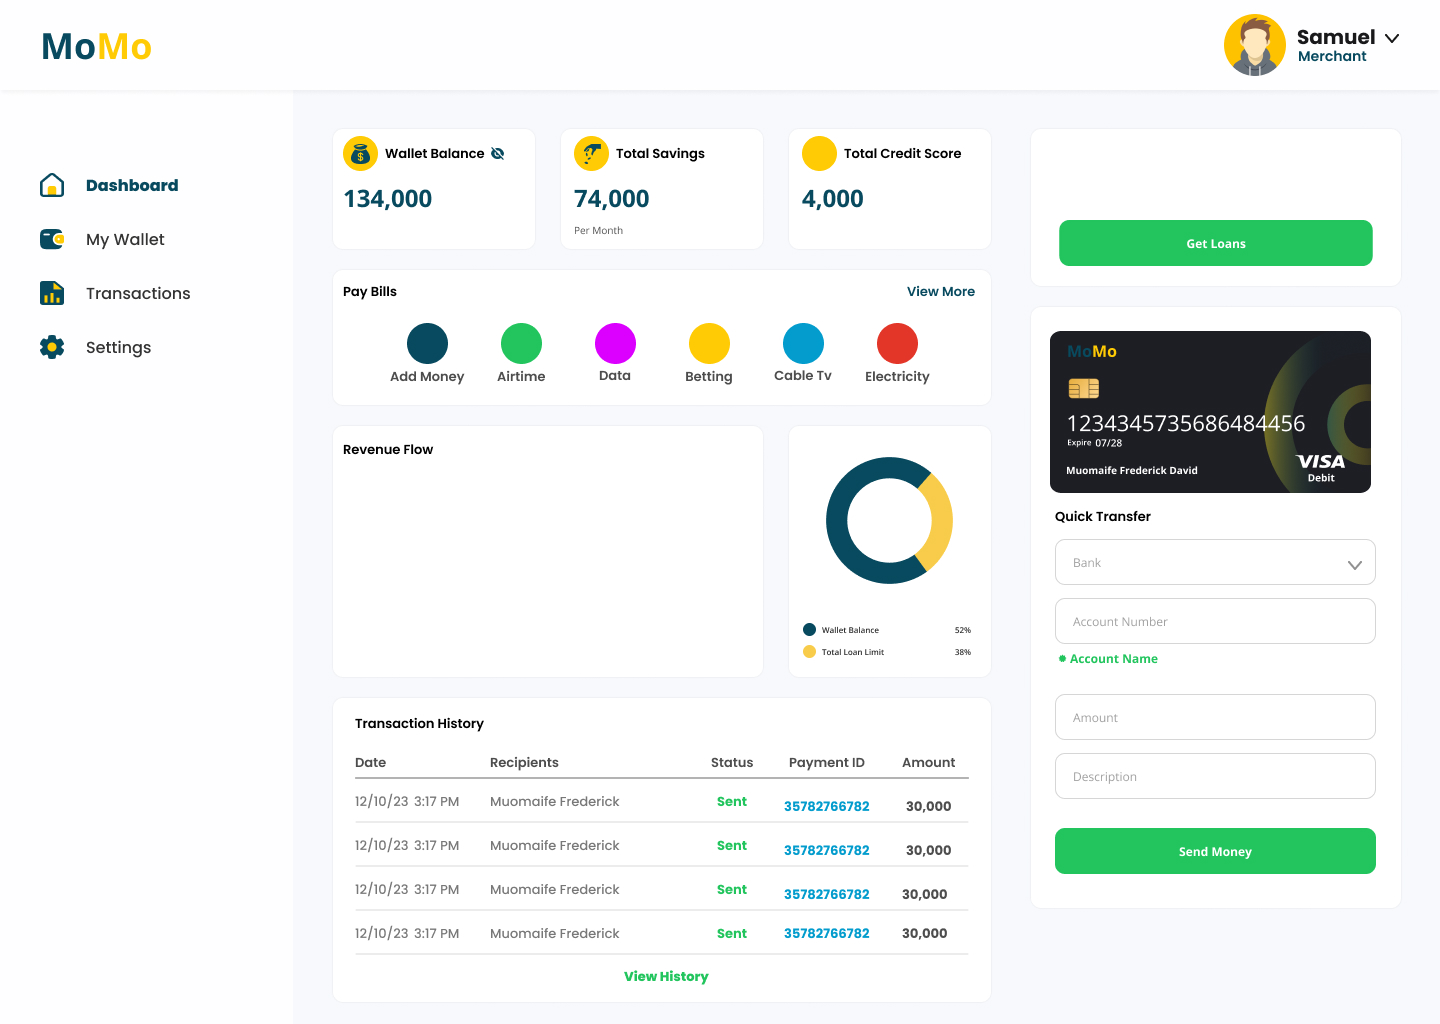 MoMo
Samuel
Merchant
Dashboard
My Wallet
Transactions
Settings
Wallet Balance
134,000
Total Savings
74,000
Per Month
Total Credit Score
4,000
Get Loans
Pay Bills
View More
Add Money
Airtime
Data
Betting
Cable Tv
Electricity
Revenue Flow
Wallet Balance 52%
Total Loan Limit 38%
MoMo
1234345735686484456
Expire 07/28
Muomaife Frederick David
VISA
Debit
Quick Transfer
Bank
Account Number
Account Name
Amount
Description
Send Money
Transaction History
Date Recipients Status Payment ID Amount
12/10/23 3:17 PM Muomaife Frederick Sent 35782766782 30,000
12/10/23 3:17 PM Muomaife Frederick Sent 35782766782 30,000
12/10/23 3:17 PM Muomaife Frederick Sent 35782766782 30,000
12/10/23 3:17 PM Muomaife Frederick Sent 35782766782 30,000
View History